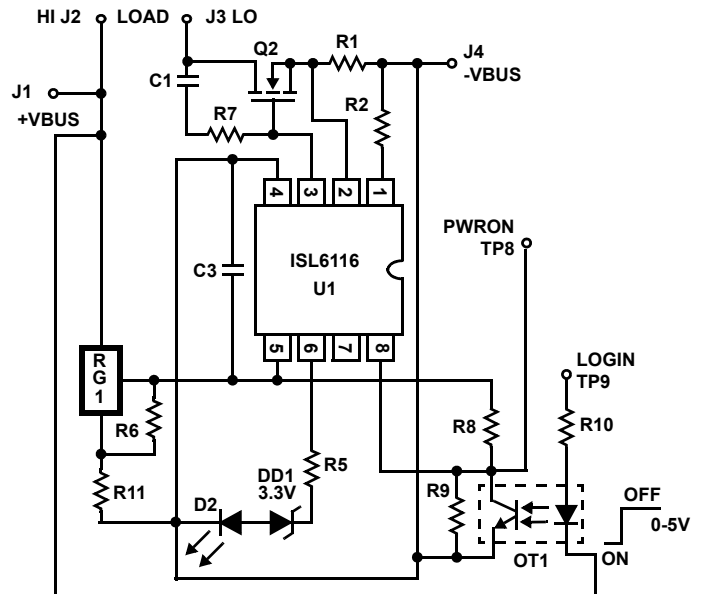 HI J2 LOAD J3 LO
Q2
R1
J4
-VBUS
J1
+VBUS
C1
R2
R7
4 3 2 1
ISL6116
U1
C3
PWRON
TP8
5 6 7 8
LOGIN
TP9
R
G
1
R6
R8
R10
R11
D2
DD1
3.3V
R5
R9
OFF
0-5V
ON
OT1